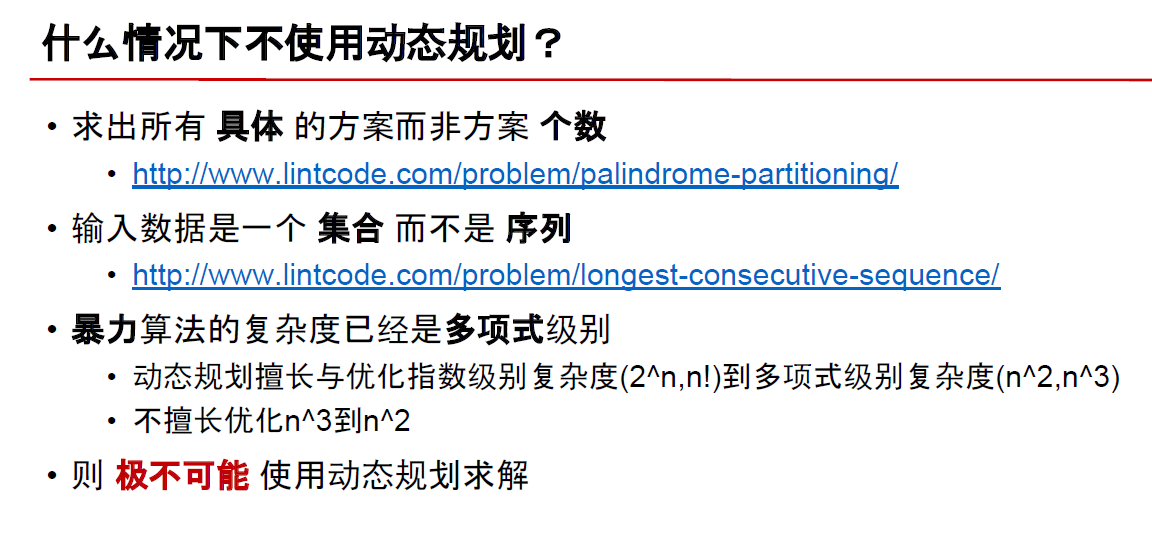 什么情况下不使用动态规划？
• 求出所有 具体 的方案而非方案 个数
• http://www.lintcode.com/problem/palindrome-partitioning/
• 输入数据是一个 集合 而不是 序列
• http://www.lintcode.com/problem/longest-consecutive-sequence/
• 暴力算法的复杂度已经是多项式级别
• 动态规划擅长与优化指数级别复杂度(2^n,n!)到多项式级别复杂度(n^2,n^3)
• 不擅长优化n^3到n^2
• 则 极不可能 使用动态规划求解